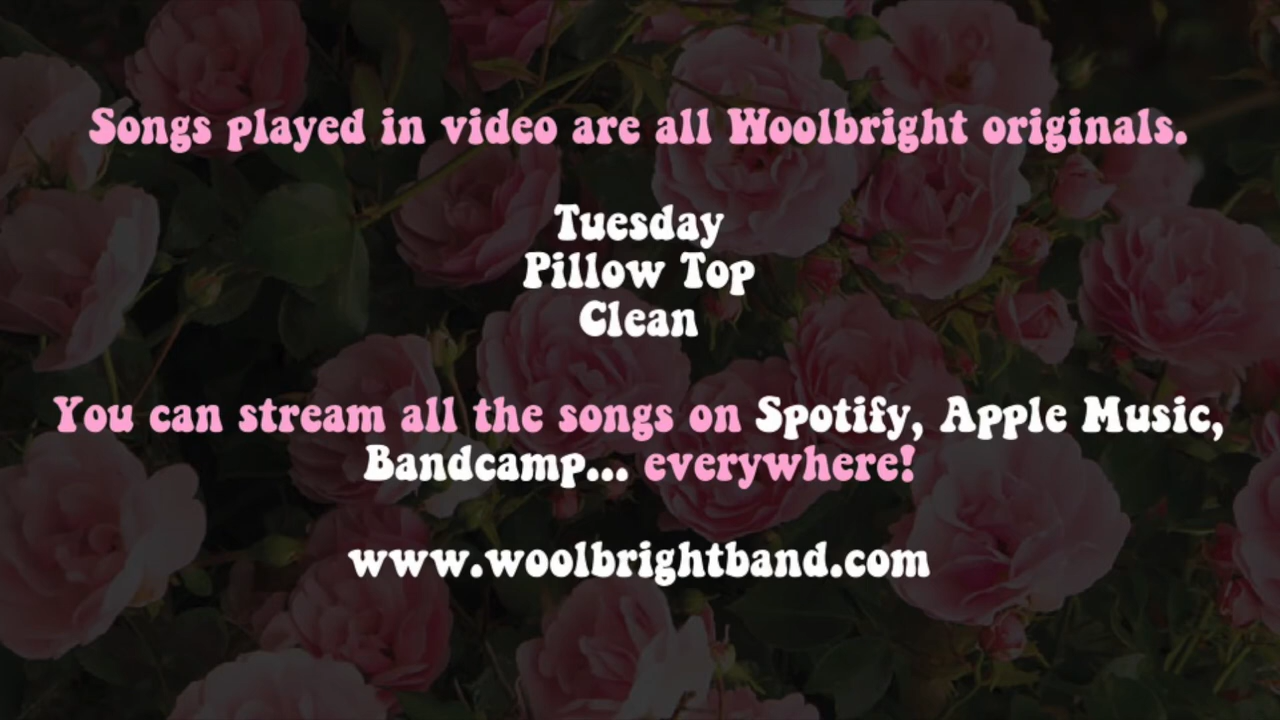 Songs played in video are all Woolbright originals.
Tuesday
Pillow Top
Clean
You can stream all the songs on Spotify, Apple Music,
Bandcamp... everywhere!
www.woolbrightband.com